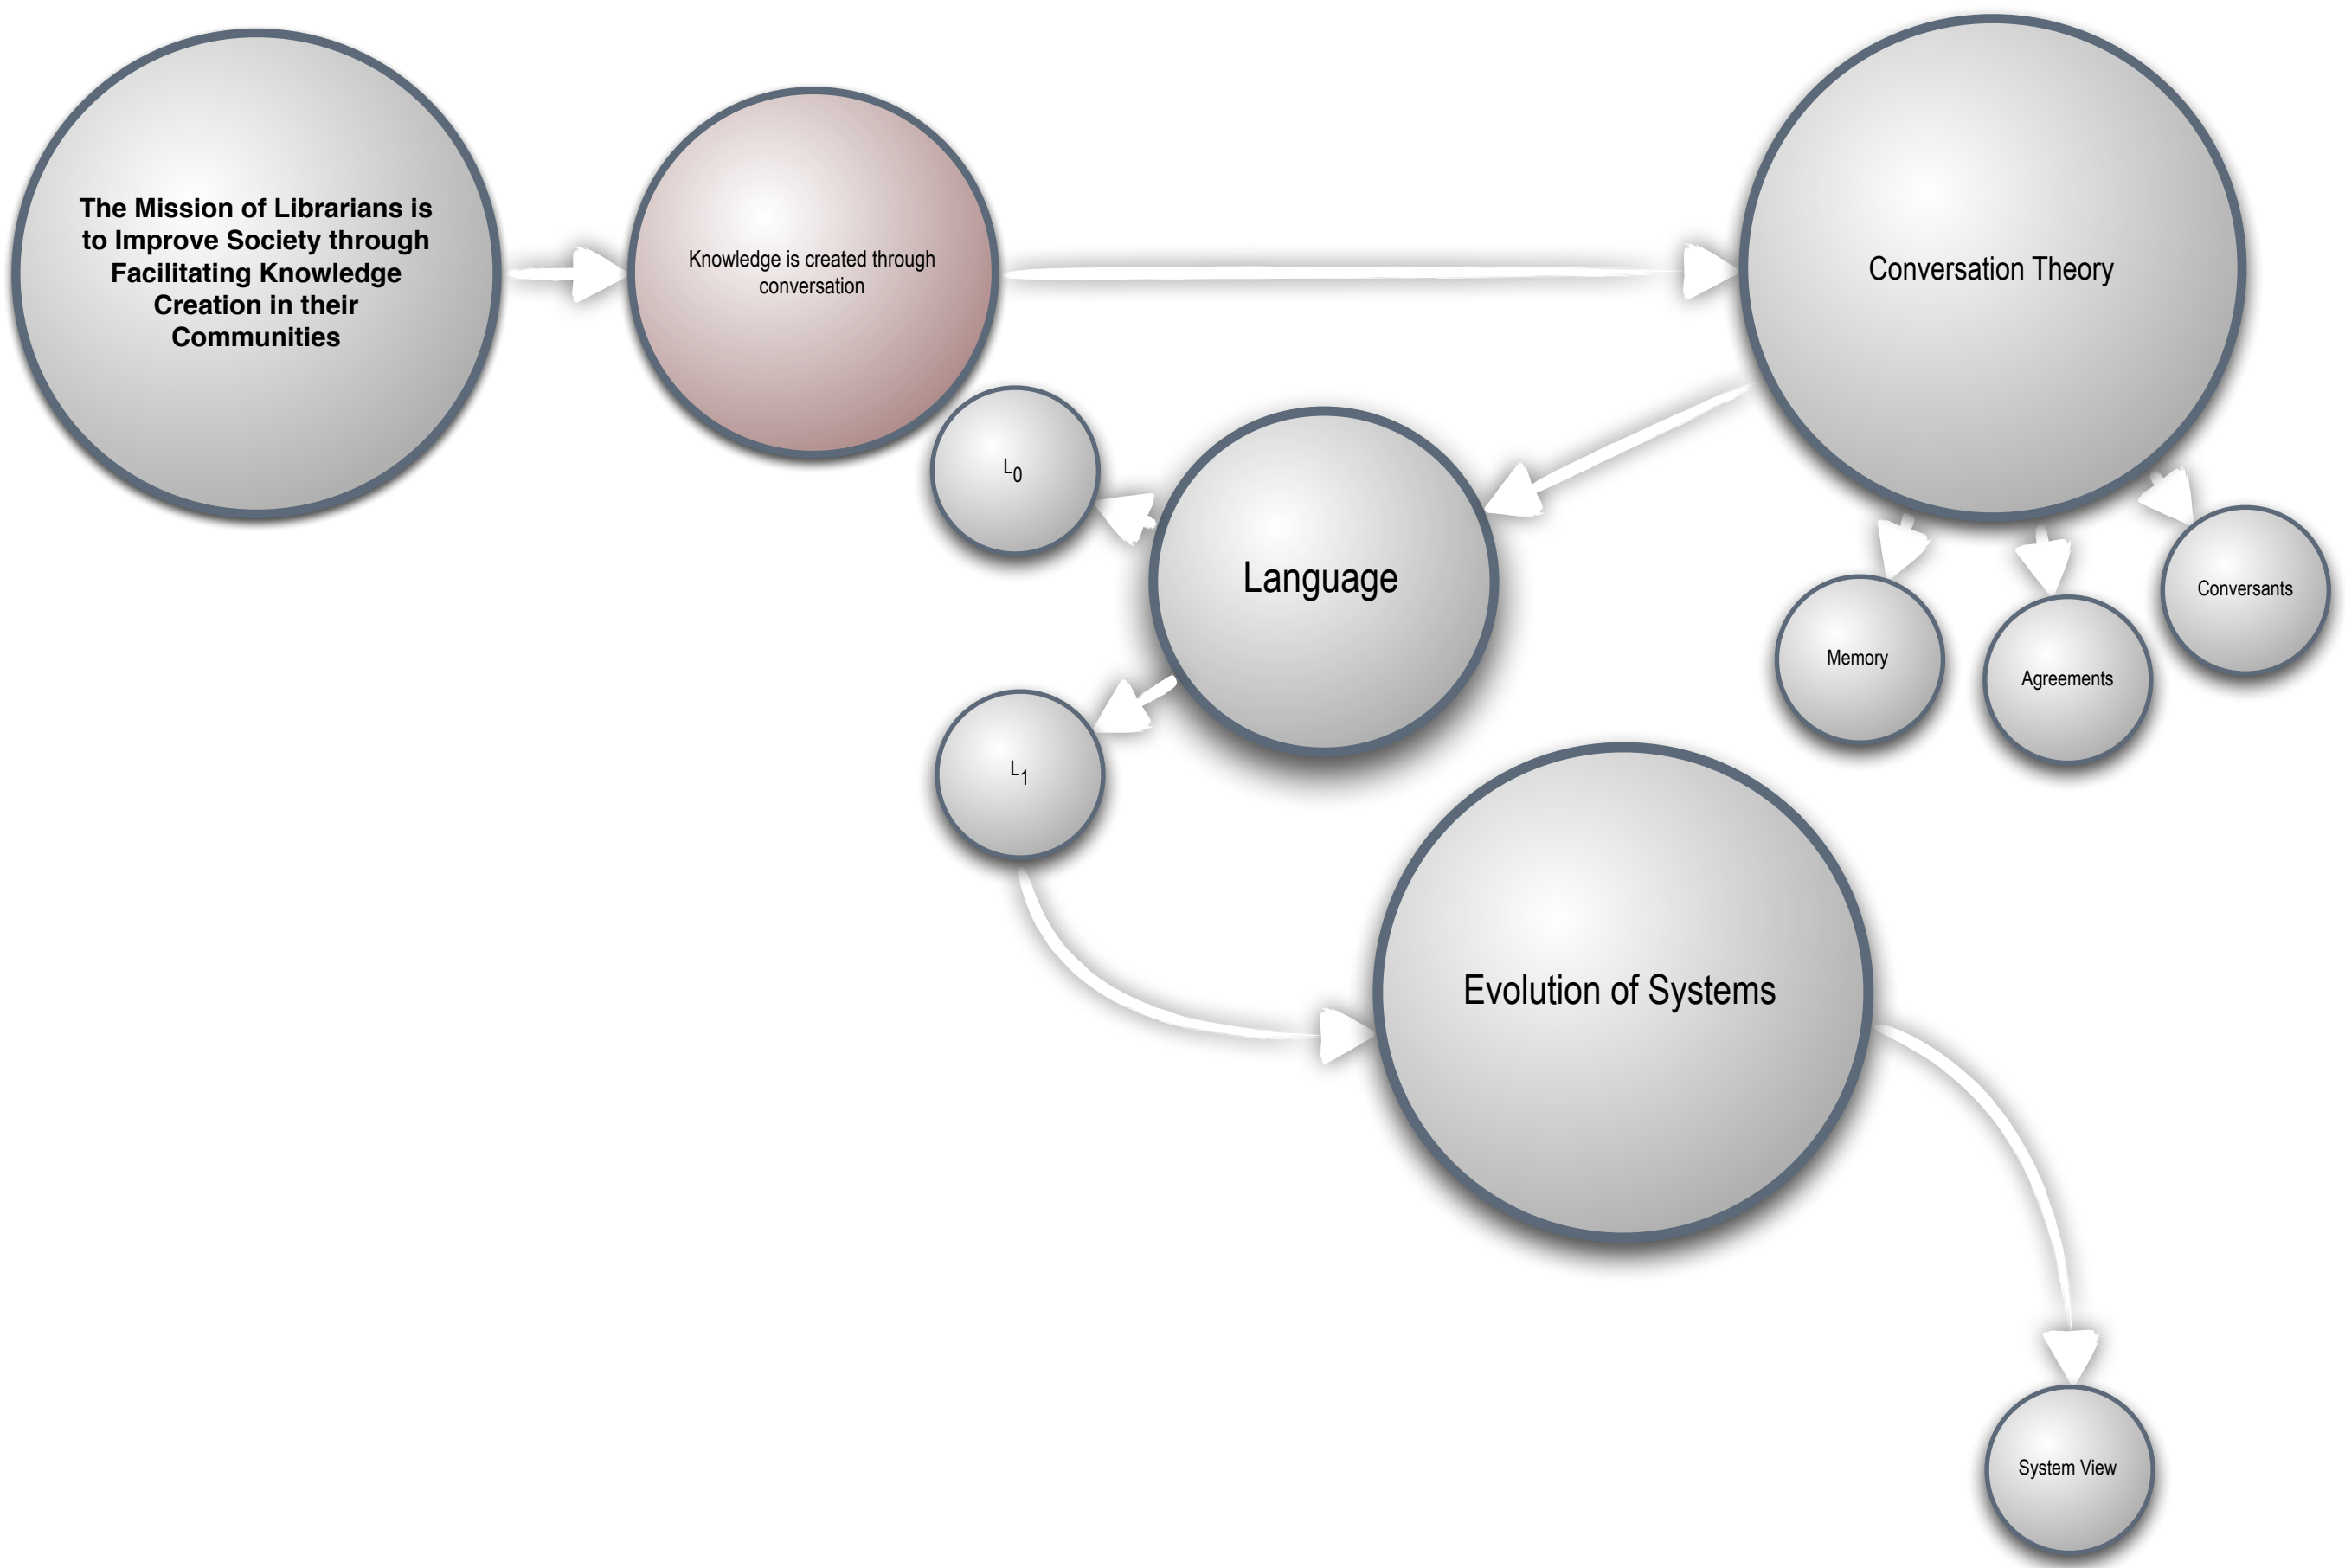 The Mission of Librarians is
to Improve Society through
Facilitating Knowledge
Creation in their
Communities
Knowledge is created through
conversation
Conversation Theory
L0
Language
Conversants
Memory
Agreements
L1
Evolution of Systems
System View